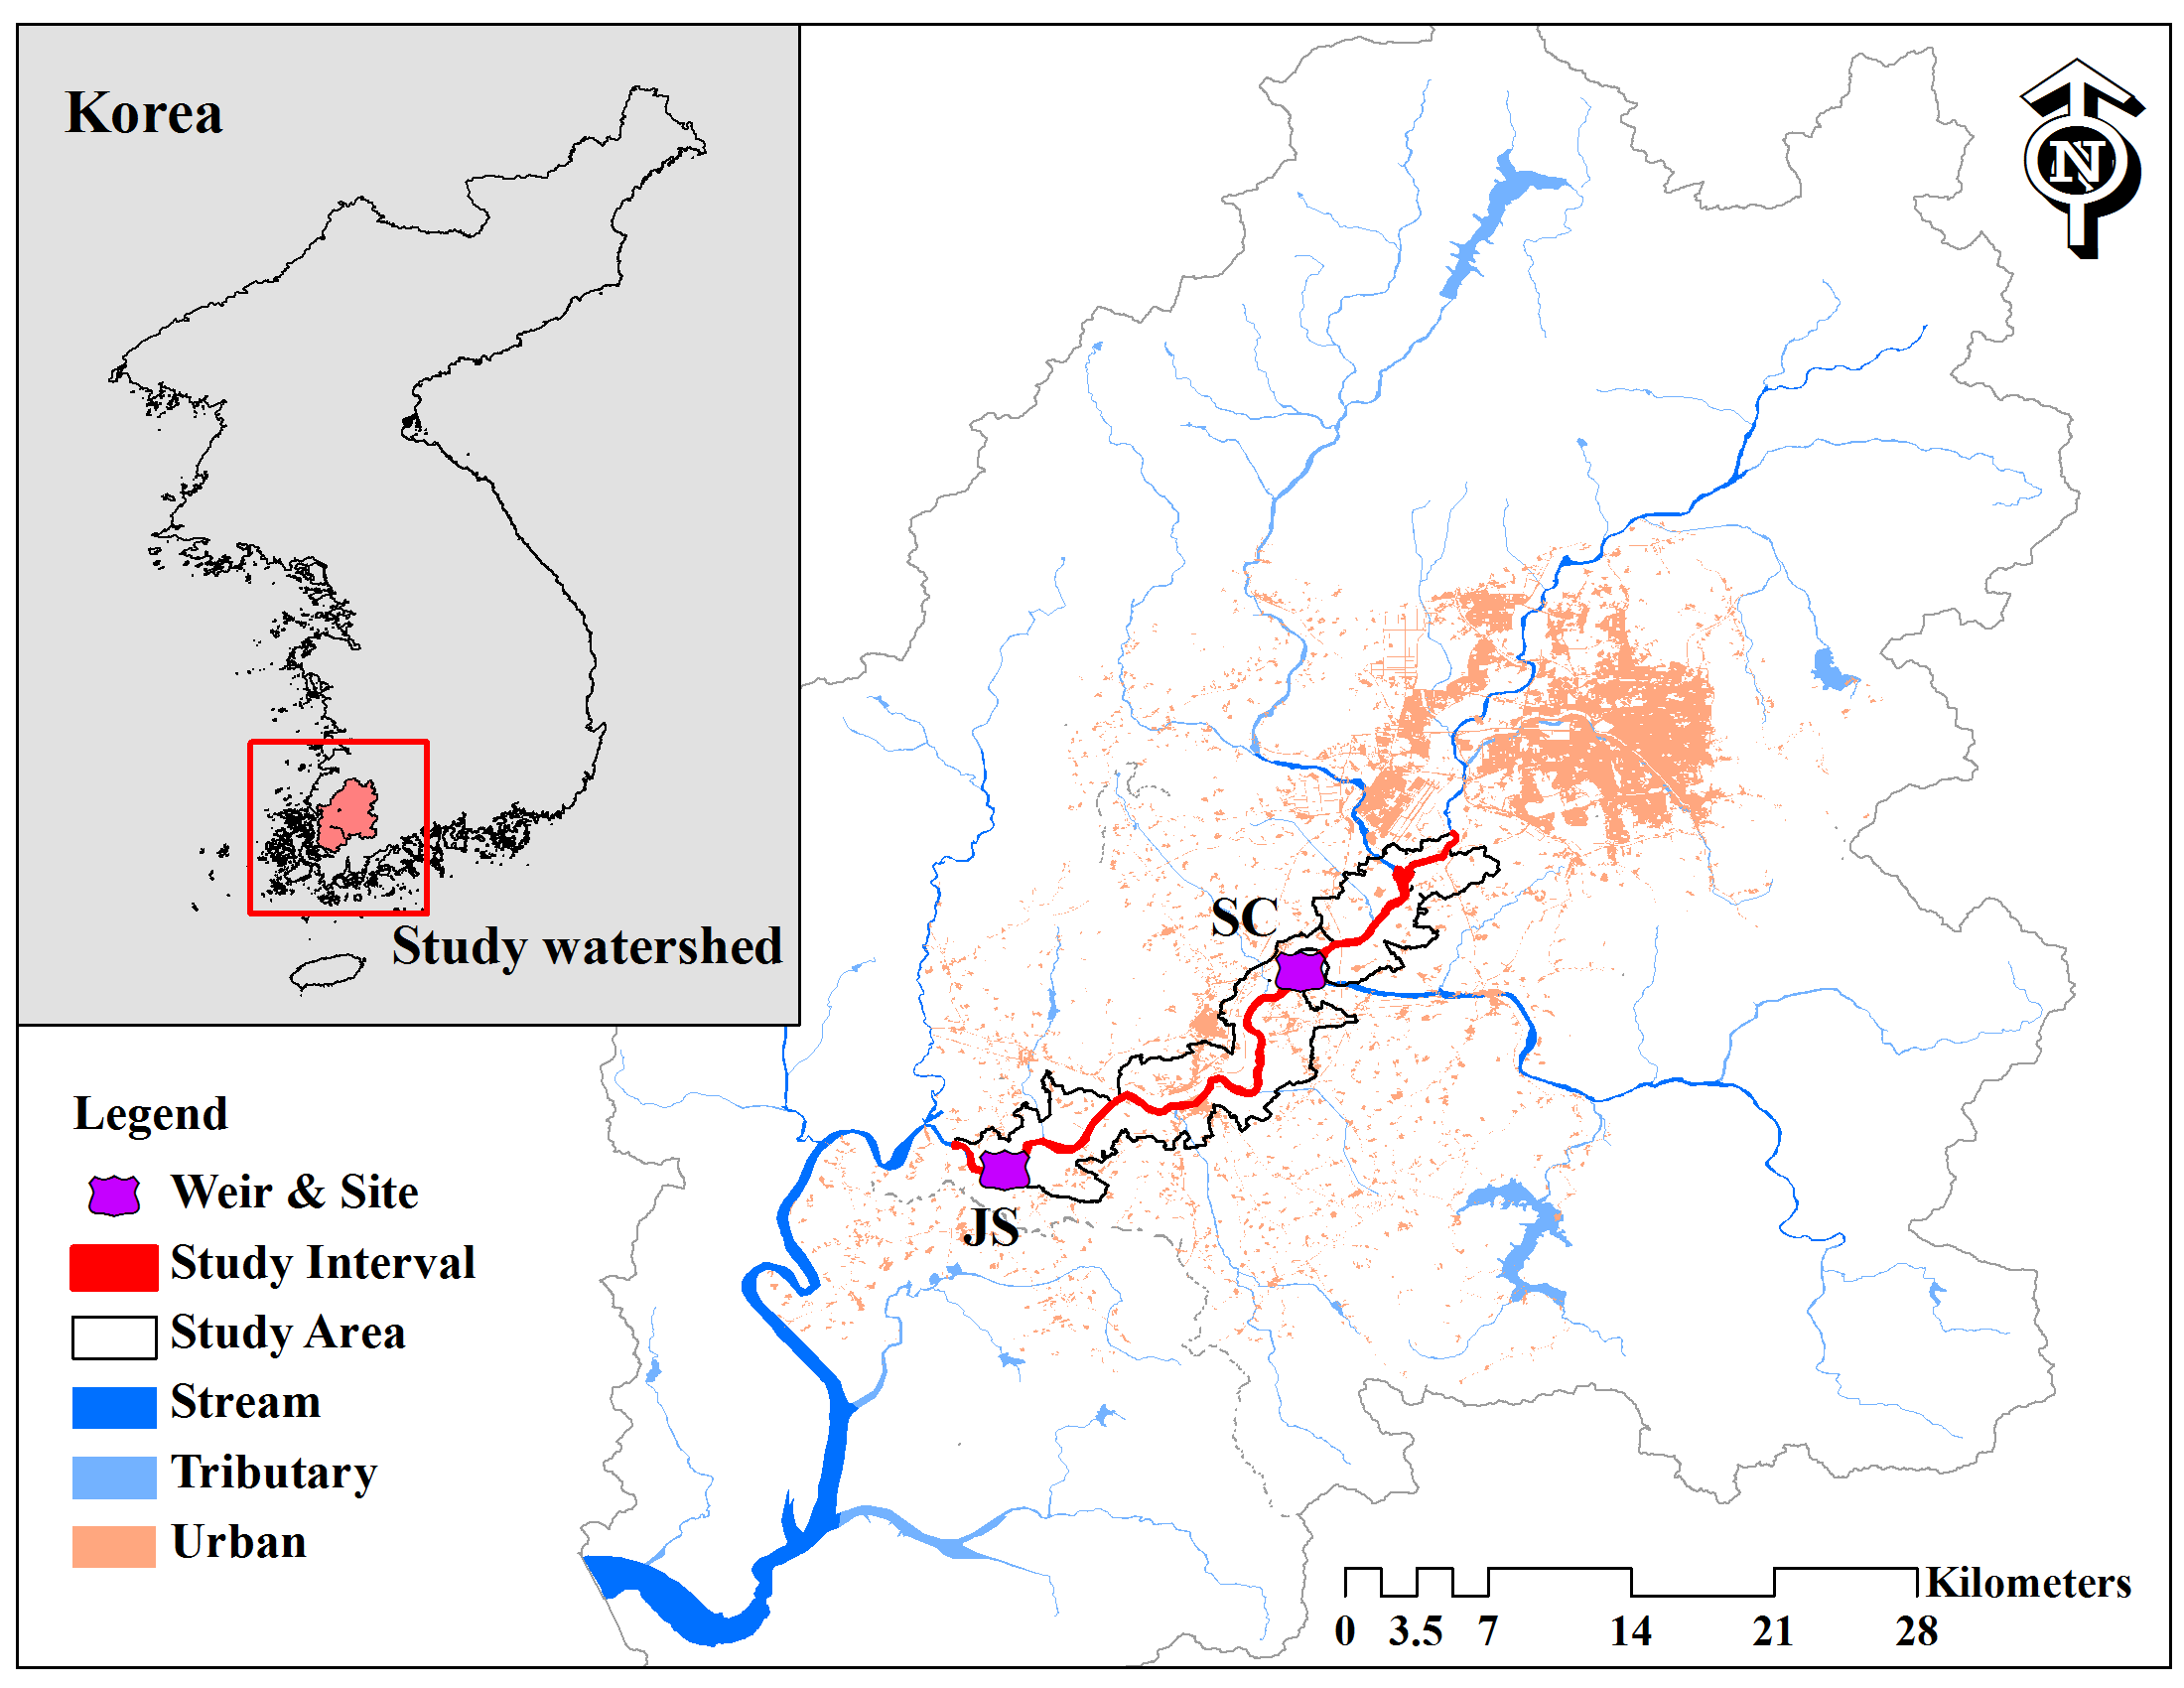 Korea
N
Study watershed
SC
JS
Legend
Weir & Site
Study Interval
Study Area
Stream
Tributary
Urban
Kilometers
0 3.5 7 14 21 28